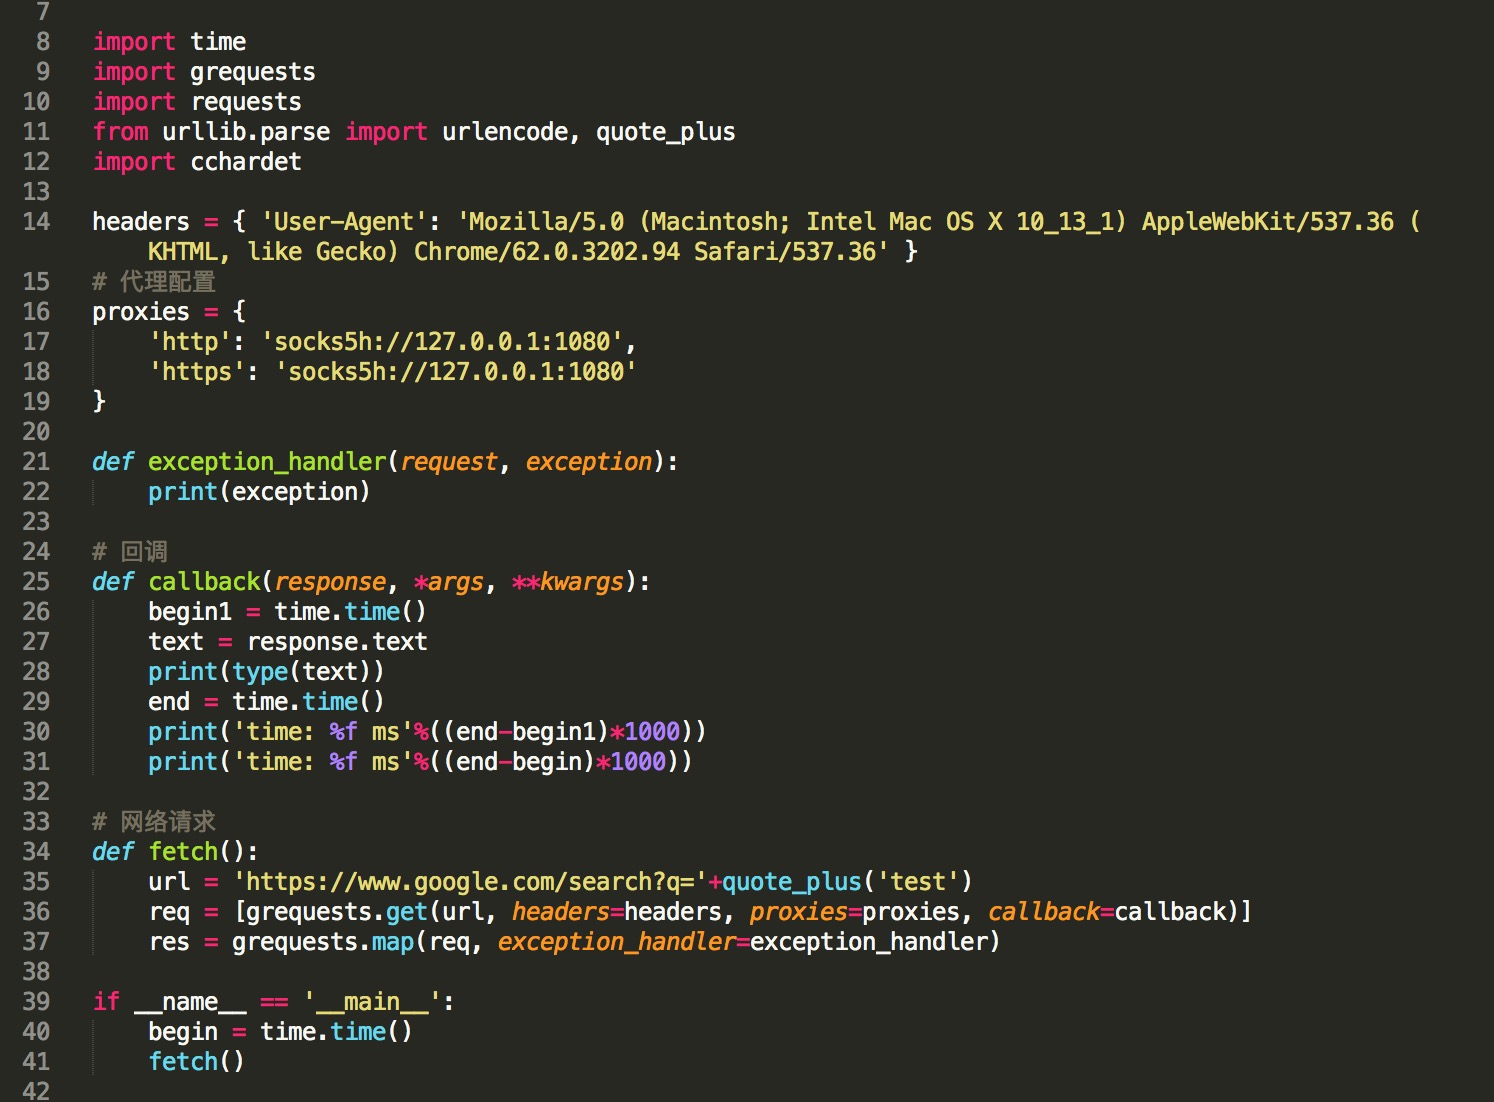 7
8 import time
9 import grequests
10 import requests
11 from urllib.parse import urlencode, quote_plus
12 import cchardet
13
14 headers = { 'User-Agent': 'Mozilla/5.0 (Macintosh; Intel Mac OS X 10_13_1) AppleWebKit/537.36 (
KHTML, like Gecko) Chrome/62.0.3202.94 Safari/537.36' }
15 # 代理配置
16 proxies = {
17     'http': 'socks5h://127.0.0.1:1080',
18     'https': 'socks5h://127.0.0.1:1080'
19 }
20
21 def exception_handler(request, exception):
22     print(exception)
23
24 # 回调
25 def callback(response, *args, **kwargs):
26     begin1 = time.time()
27     text = response.text
28     print(type(text))
29     end = time.time()
30     print('time: %f ms'%((end-begin1)*1000))
31     print('time: %f ms'%((end-begin)*1000))
32
33 # 网络请求
34 def fetch():
35     url = 'https://www.google.com/search?q='+quote_plus('test')
36     req = [grequests.get(url, headers=headers, proxies=proxies, callback=callback)]
37     res = grequests.map(req, exception_handler=exception_handler)
38
39 if __name__ == '__main__':
40     begin = time.time()
41     fetch()
42